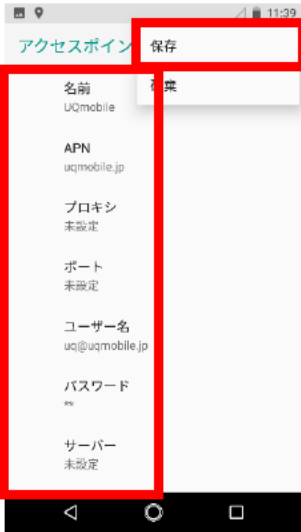 11:39
アクセスポイン
保存
破棄
名前
UQmobile
APN
uqmobile.jp
プロキシ
未設定
ポート
未設定
ユーザー名
uq@uqmobile.jp
パスワード
サーバー
未設定